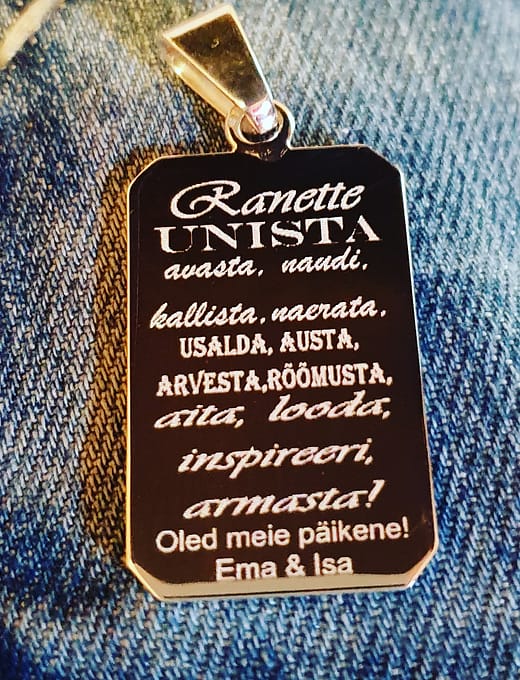 Ranette
UNISTA
avasta, naudi,
kallista, naerata,
USALDA, AUSTA,
ARVESTA,RÕÕMUSTA,
aita, looda,
inspireeri,
armasta!
Oled meie päikene!
Ema & Isa